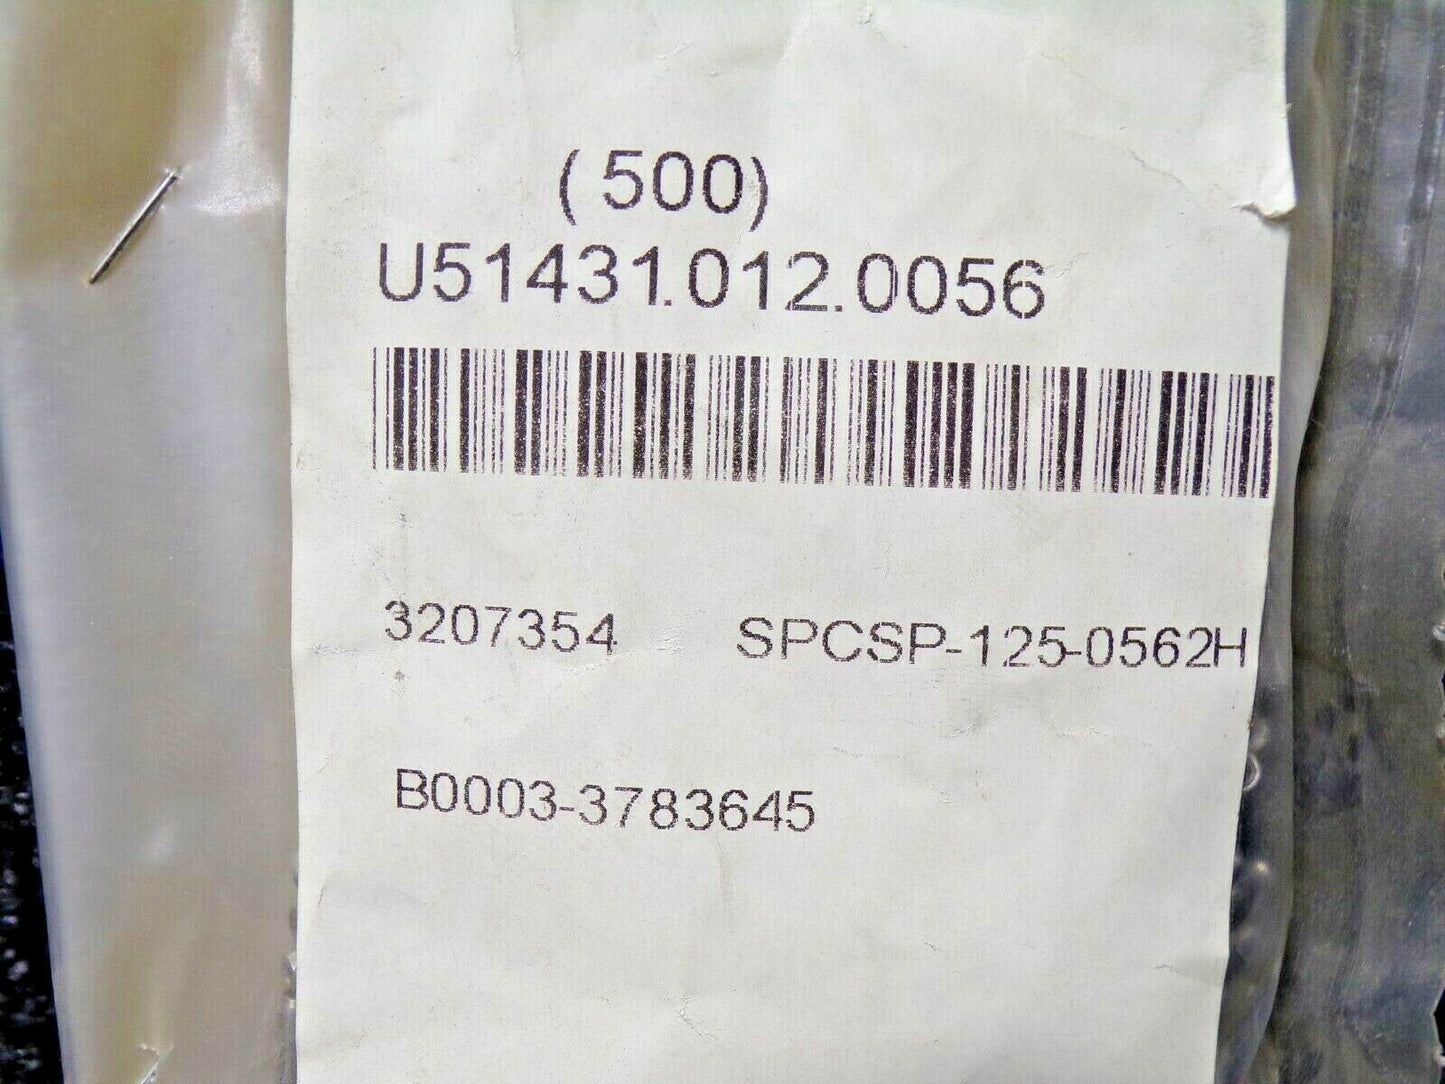 ( 500)
U51431.012.0056
3207354 SPCSP-125-0562H
B0003-3783645